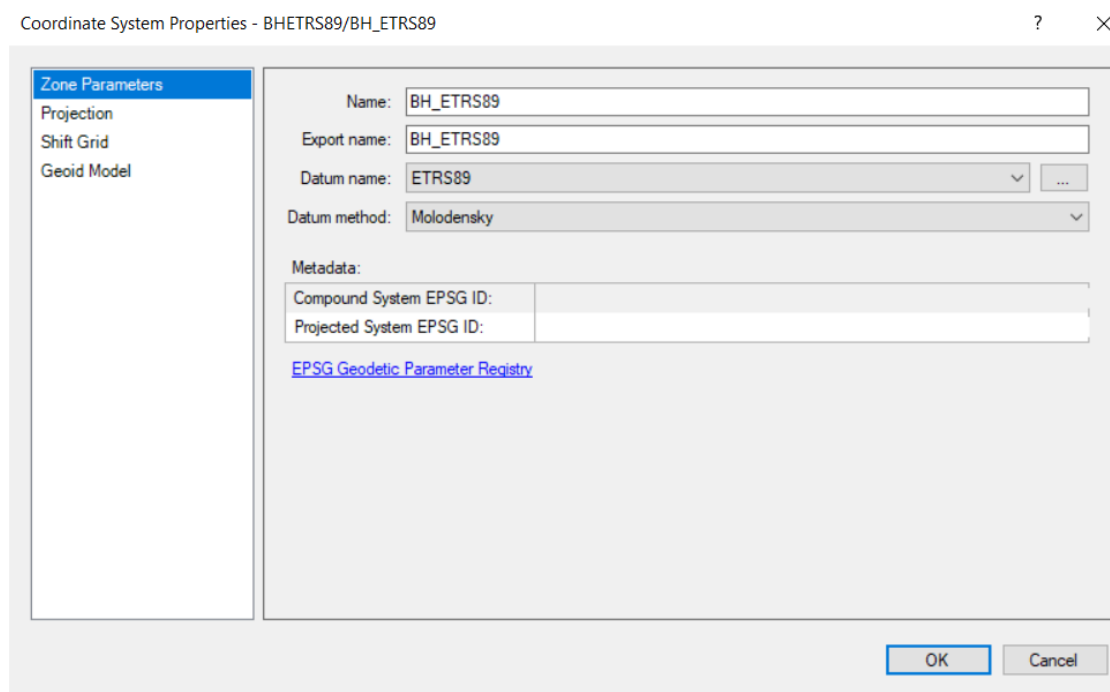 Coordinate System Properties - BHETRS89/BH_ETRS89 ?
Zone Parameters
Projection
Shift Grid
Geoid Model
Name: BH_ETRS89
Export name: BH_ETRS89
Datum name: ETRS89 ...
Datum method: Molodensky
Metadata:
Compound System EPSG ID:
Projected System EPSG ID:
EPSG Geodetic Parameter Registry
OK Cancel